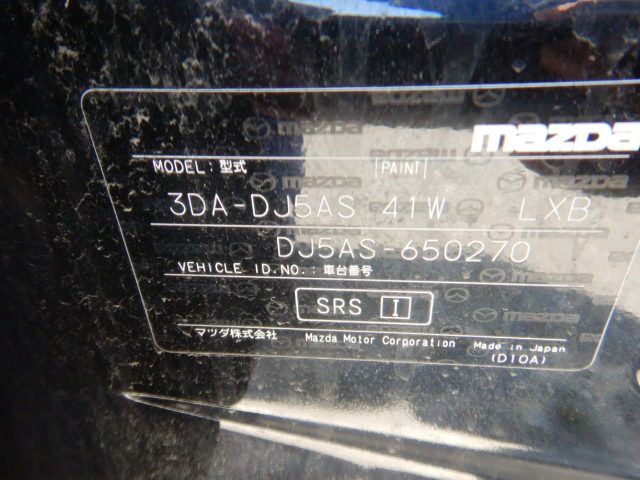 mazda
MODEL:型式 PAINT
3DA-DJ5AS 41W LXB
DJ5AS-650270
VEHICLE ID.NO.:車台番号
SRS I
マツダ株式会社 Mazda Motor Corporation Made in Japan
(D10A)